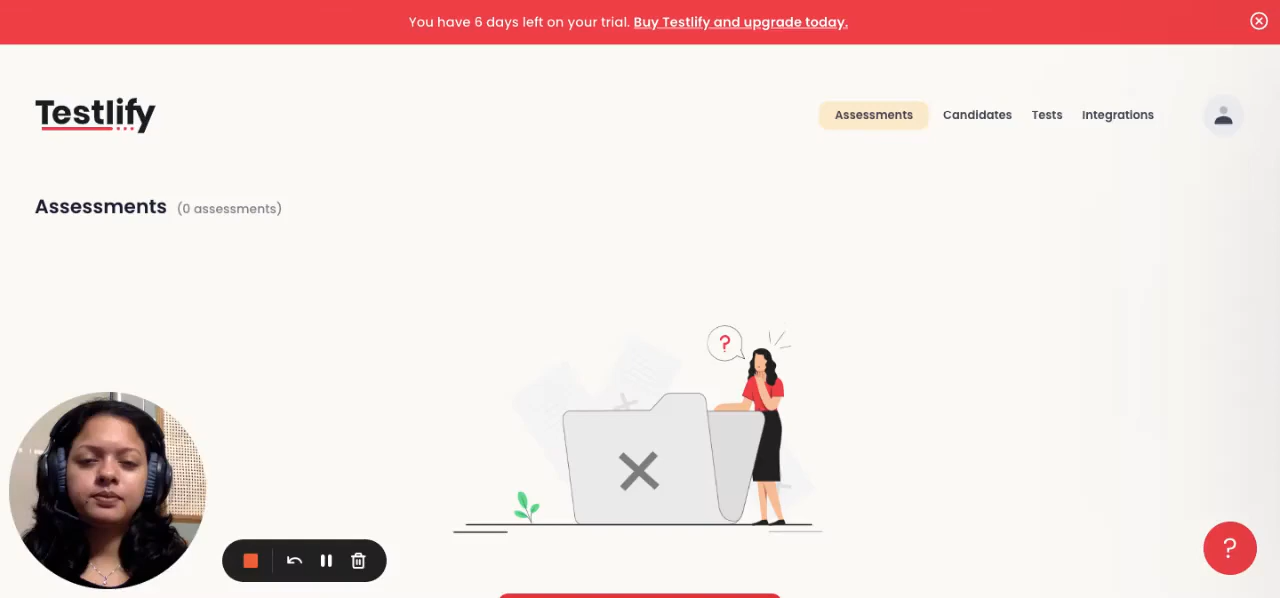 You have 6 days left on your trial. Buy Testlify and upgrade today.
Testlify
Assessments Candidates Tests Integrations
Assessments (0 assessments)
?
?